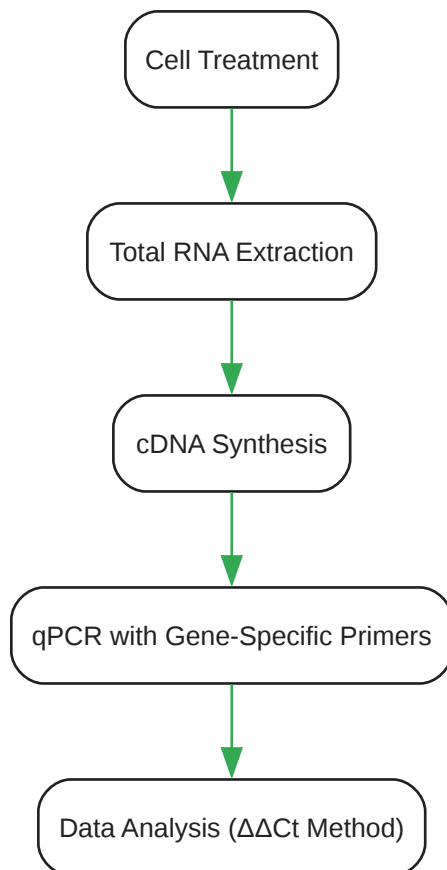 Cell Treatment
Total RNA Extraction
cDNA Synthesis
qPCR with Gene-Specific Primers
Data Analysis (ΔΔCt Method)